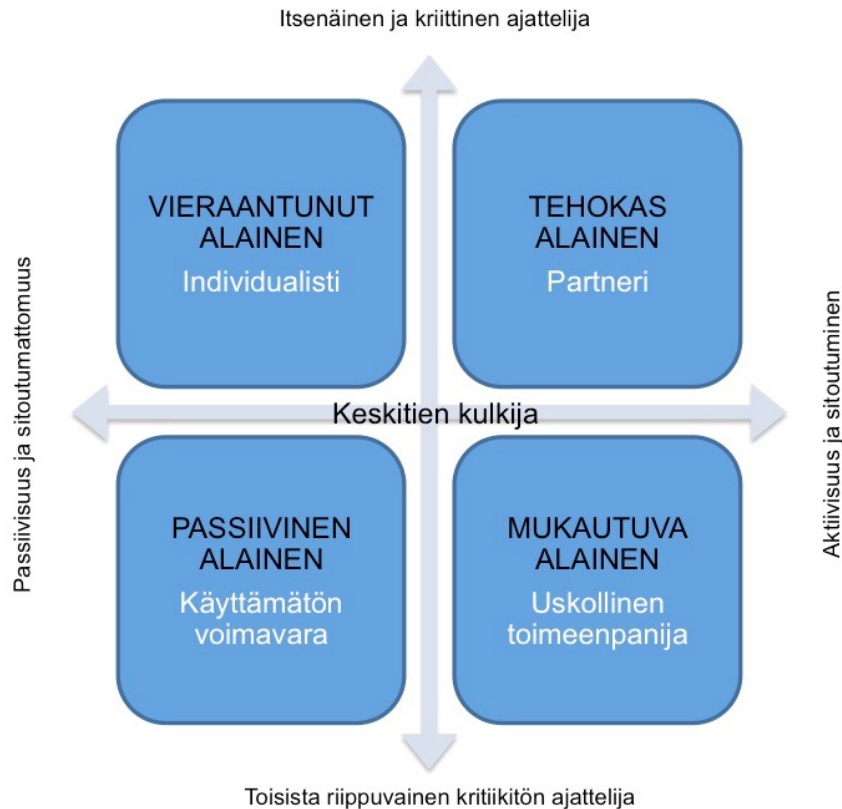 Itsenäinen ja kriittinen ajattelija
VIERAANTUNUT
ALAINEN
Individualisti
TEHOKAS
ALAINEN
Partneri
Passiivisuus ja sitoutumattomuus
Keskitien kulkija
Aktiivisuus ja sitoutuminen
PASSIIVINEN
ALAINEN
Käyttämätön
voimavara
MUKAUTUVA
ALAINEN
Uskollinen
toimeenpanija
Toisista riippuvainen kritiikitön ajattelija